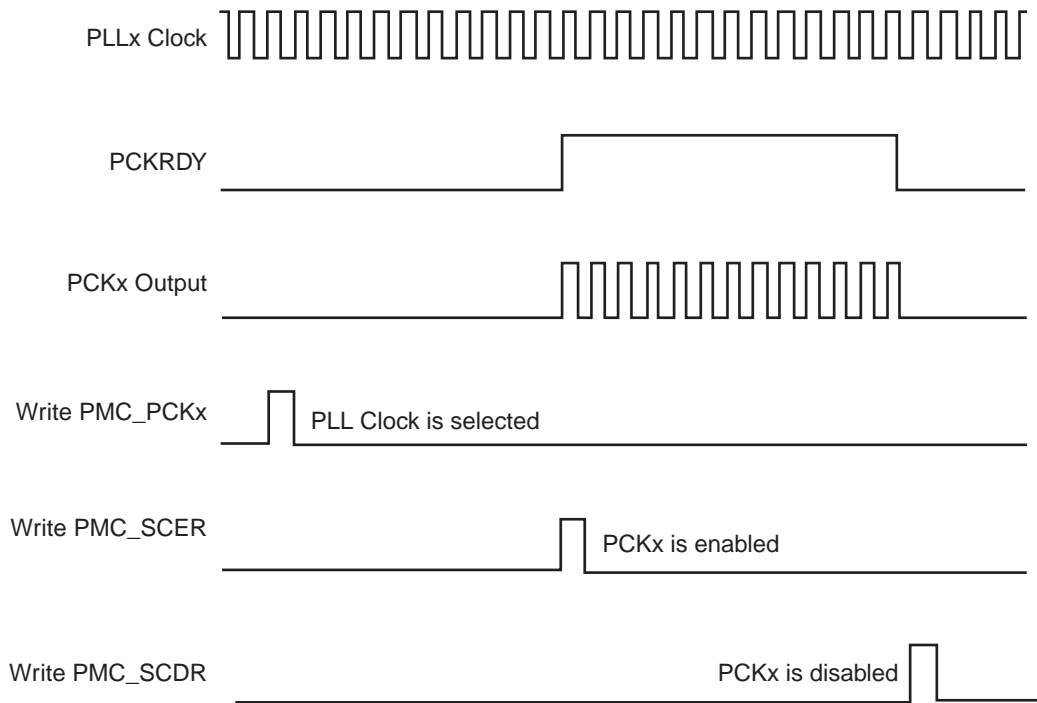 PLLx Clock
PCKRDY
PCKx Output
Write PMC_PCKx
PLL Clock is selected
Write PMC_SCER
PCKx is enabled
Write PMC_SCDR
PCKx is disabled